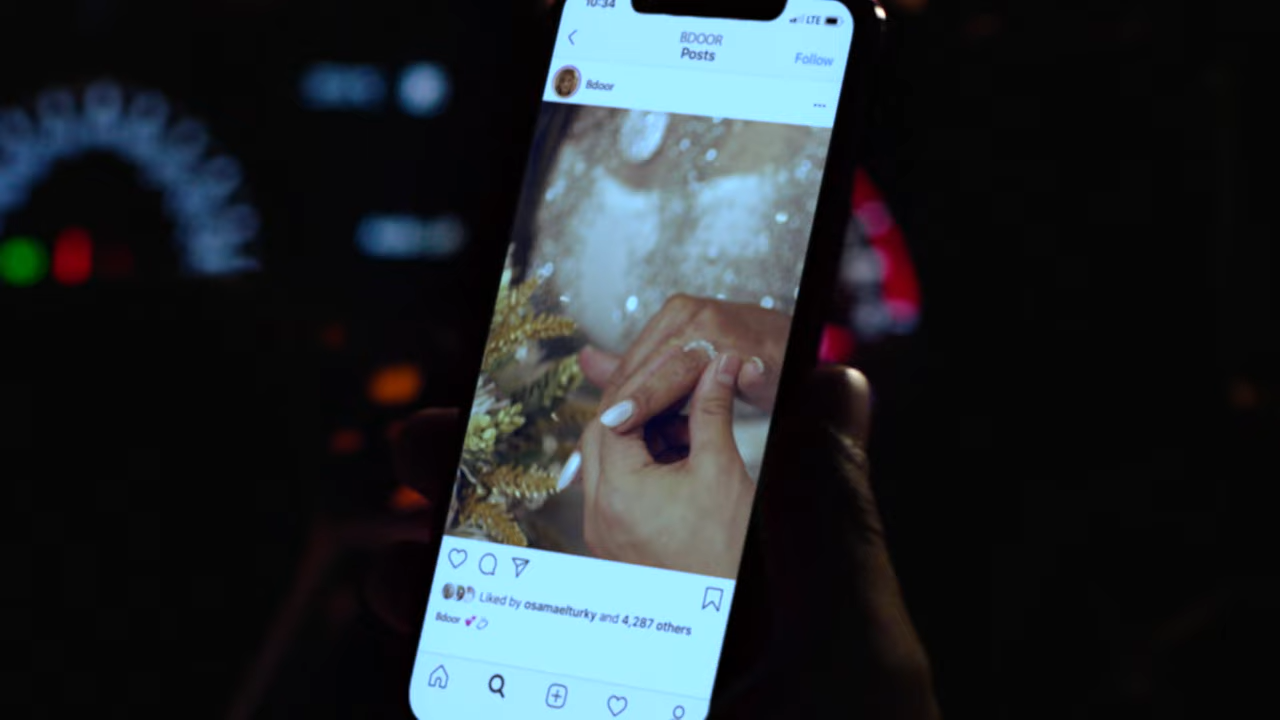 10:34
LTE
BDOOR
Posts
Follow
Bdoor
Liked by osamaelturky and 4,287 others
Bdoor